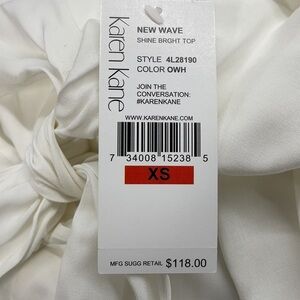 Karen Kane
NEW WAVE
SHINE BRGHT TOP
STYLE 4L28190
COLOR OWH
JOIN THE
CONVERSATION:
#KARENKANE
WWW.KARENKANE.COM
7 34008 15238 5
XS
MFG SUGG RETAIL $118.00